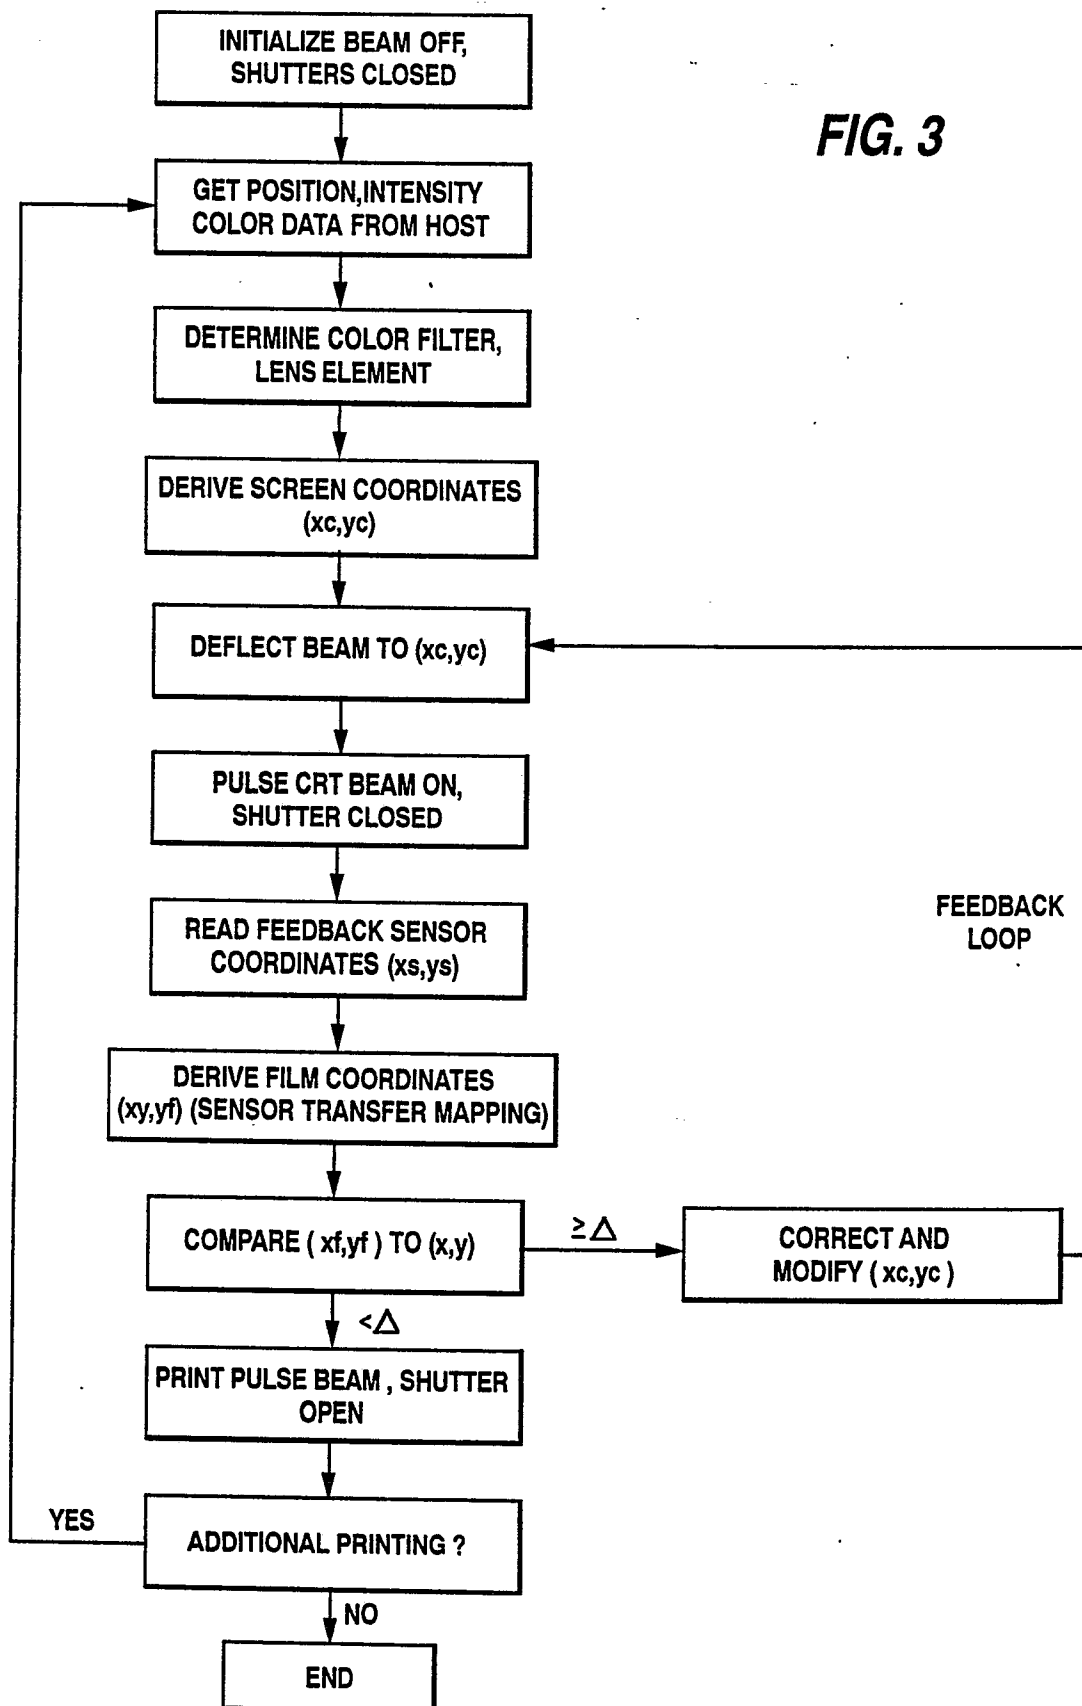 INITIALIZE BEAM OFF,
SHUTTERS CLOSED
FIG. 3
GET POSITION,INTENSITY
COLOR DATA FROM HOST
DETERMINE COLOR FILTER,
LENS ELEMENT
DERIVE SCREEN COORDINATES
(xc,yc)
DEFLECT BEAM TO (xc,yc)
PULSE CRT BEAM ON,
SHUTTER CLOSED
READ FEEDBACK SENSOR
COORDINATES (xs,ys)
FEEDBACK
LOOP
DERIVE FILM COORDINATES
(xy,yf) (SENSOR TRANSFER MAPPING)
COMPARE ( xf,yf ) TO (x,y)
≥ Δ
CORRECT AND
MODIFY ( xc,yc )
< Δ
PRINT PULSE BEAM , SHUTTER
OPEN
YES
ADDITIONAL PRINTING ?
NO
END